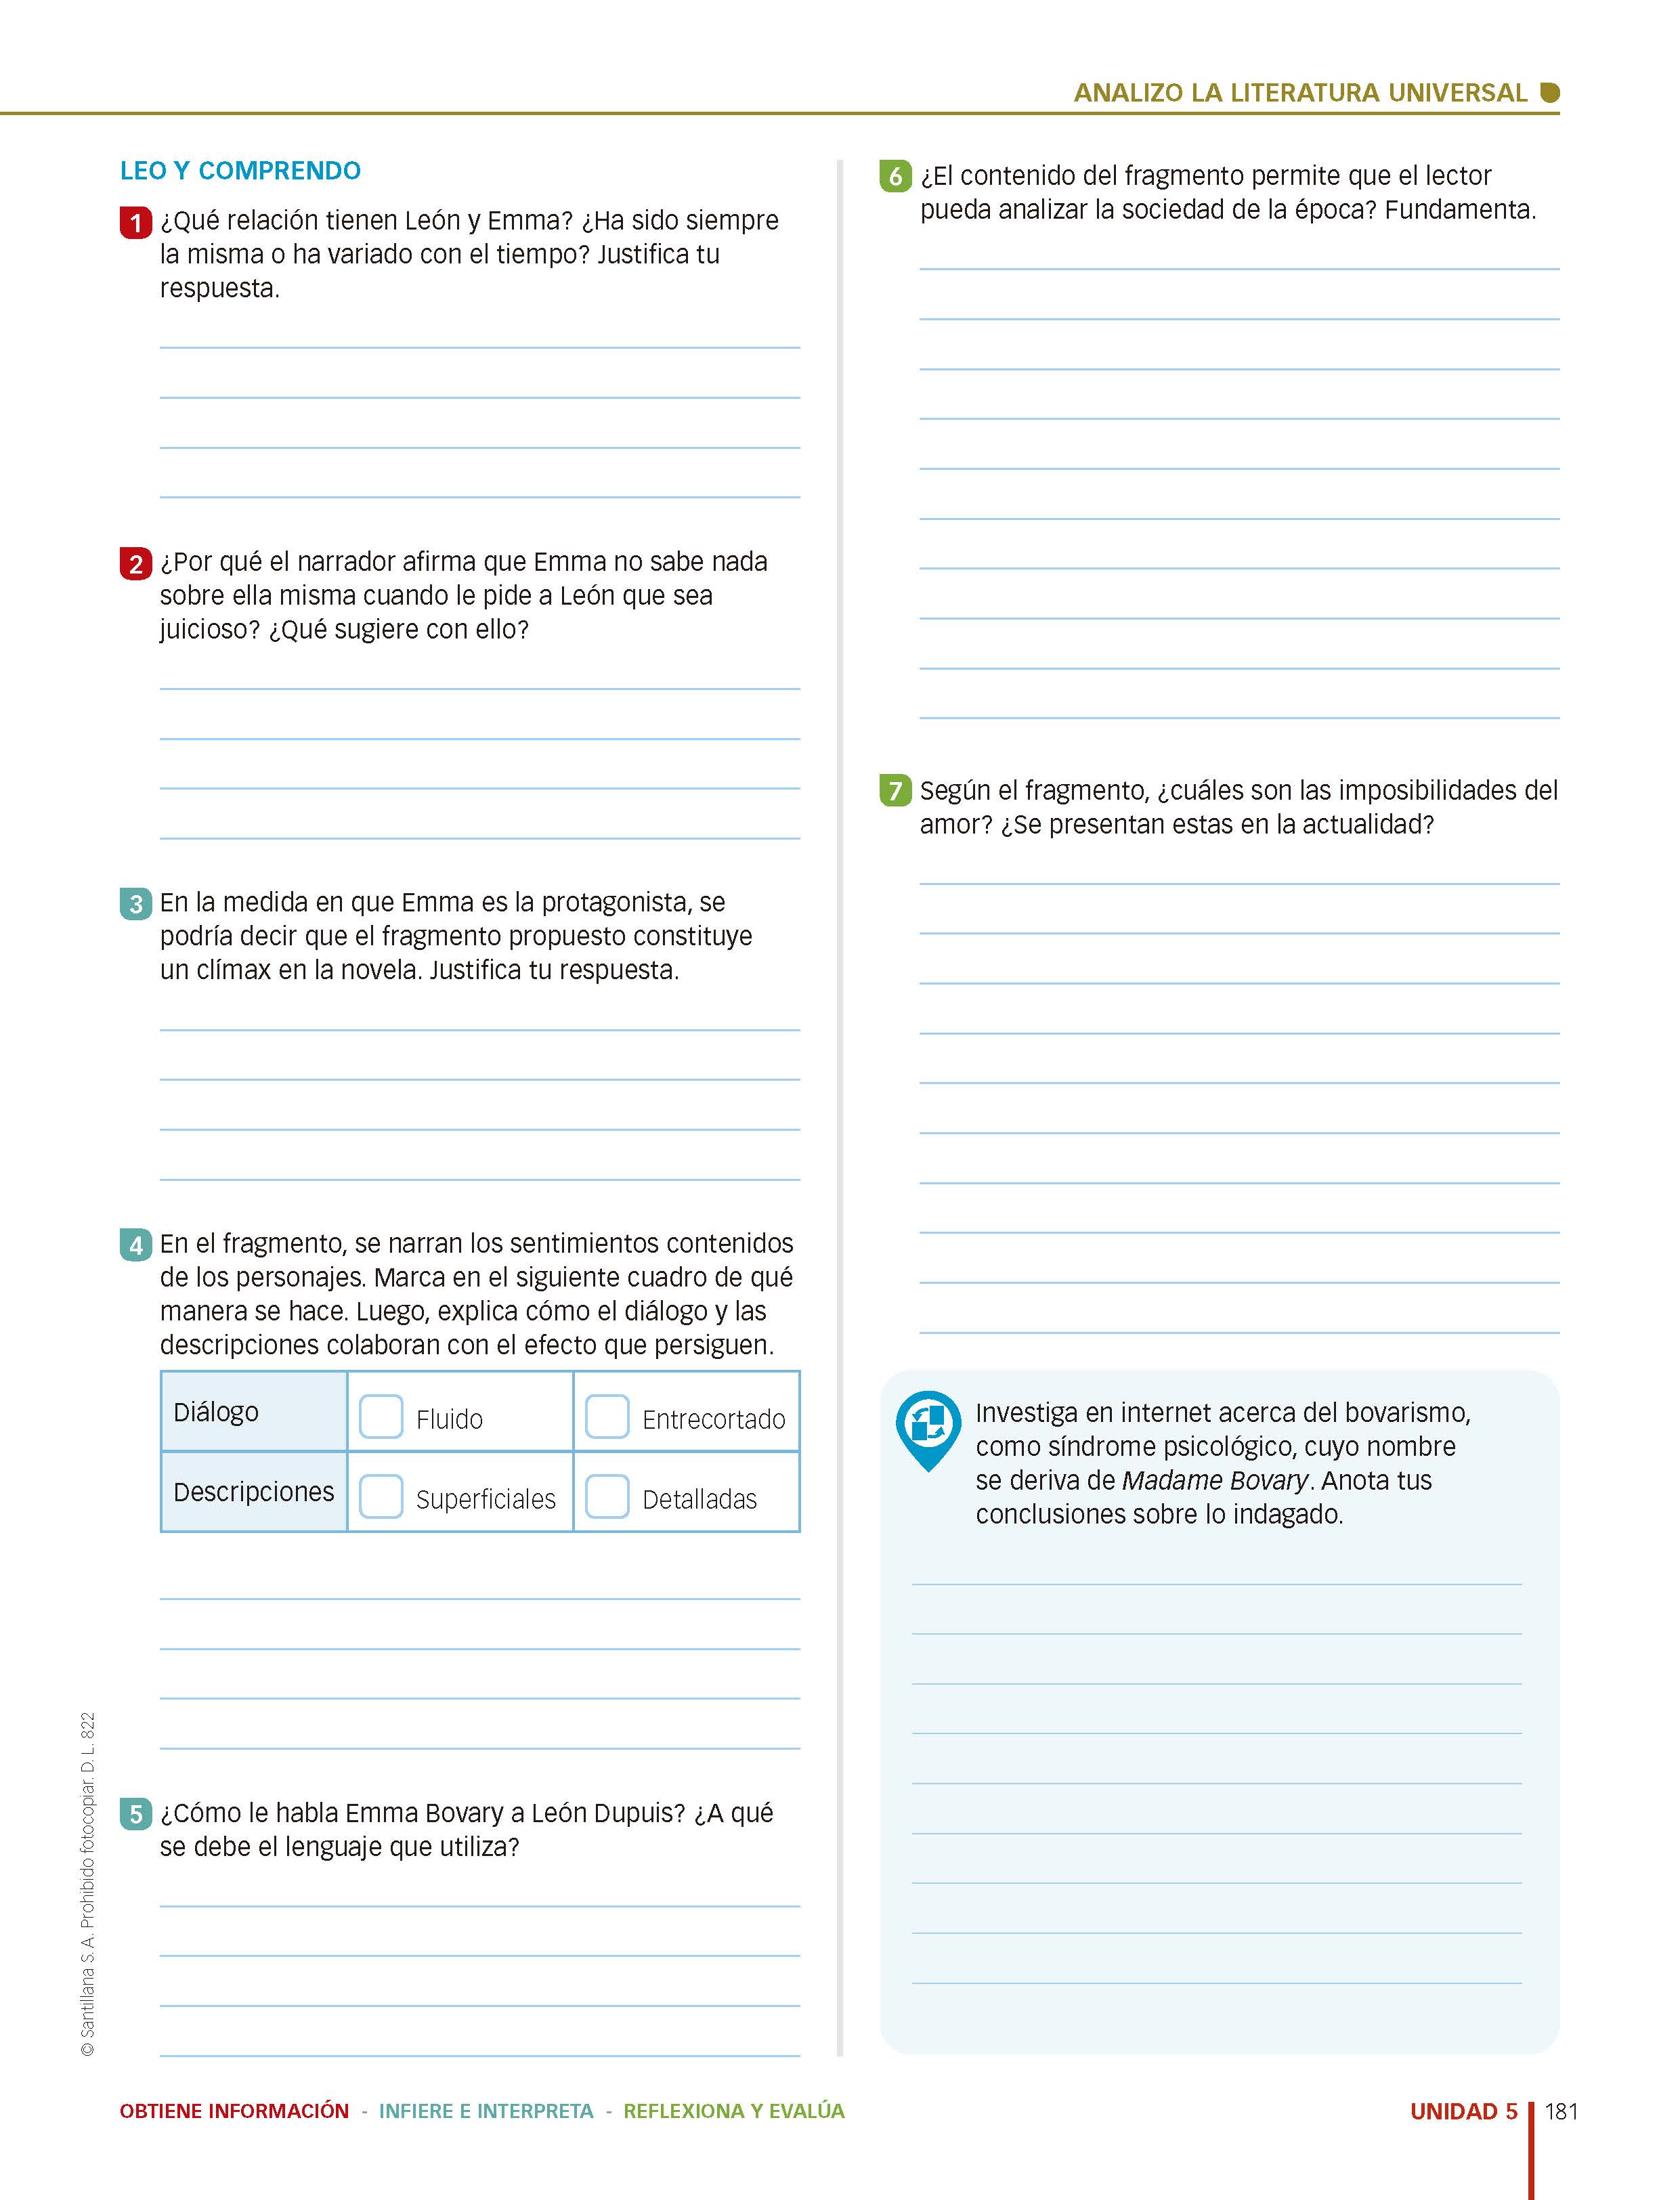 ANALIZO LA LITERATURA UNIVERSAL
LEO Y COMPRENDO
1 ¿Qué relación tienen León y Emma? ¿Ha sido siempre
la misma o ha variado con el tiempo? Justifica tu
respuesta.
2 ¿Por qué el narrador afirma que Emma no sabe nada
sobre ella misma cuando le pide a León que sea
juicioso? ¿Qué sugiere con ello?
3 En la medida en que Emma es la protagonista, se
podría decir que el fragmento propuesto constituye
un clímax en la novela. Justifica tu respuesta.
4 En el fragmento, se narran los sentimientos contenidos
de los personajes. Marca en el siguiente cuadro de qué
manera se hace. Luego, explica cómo el diálogo y las
descripciones colaboran con el efecto que persiguen.
Diálogo Fluido Entrecortado
Descripciones Superficiales Detalladas
5 ¿Cómo le habla Emma Bovary a León Dupuis? ¿A qué
se debe el lenguaje que utiliza?
6 ¿El contenido del fragmento permite que el lector
pueda analizar la sociedad de la época? Fundamenta.
7 Según el fragmento, ¿cuáles son las imposibilidades del
amor? ¿Se presentan estas en la actualidad?
Investiga en internet acerca del bovarismo,
como síndrome psicológico, cuyo nombre
se deriva de Madame Bovary. Anota tus
conclusiones sobre lo indagado.
© Santillana S. A. Prohibido fotocopiar. D. L. 822
OBTIENE INFORMACIÓN - INFIERE E INTERPRETA - REFLEXIONA Y EVALÚA
UNIDAD 5 181